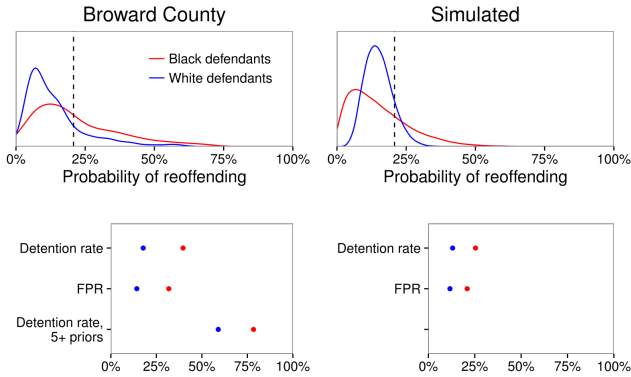 Broward County
Simulated
Black defendants
White defendants
0% 25% 50% 75% 100%
0% 25% 50% 75% 100%
Probability of reoffending
Probability of reoffending
Detention rate
FPR
Detention rate,
5+ priors
0% 25% 50% 75% 100%
Detention rate
FPR
0% 25% 50% 75% 100%